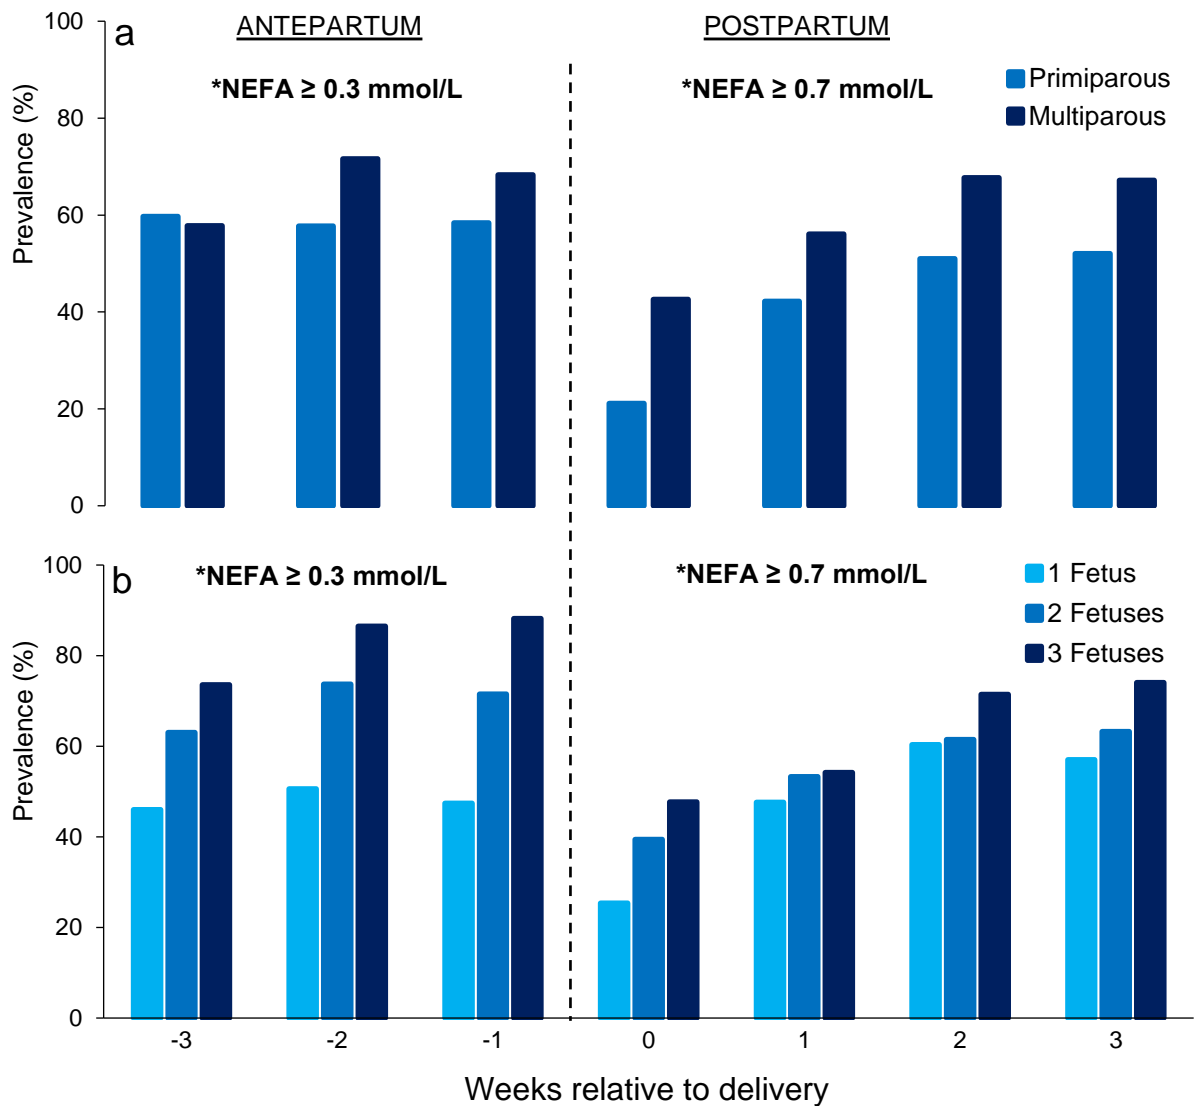 a
ANTEPARTUM
POSTPARTUM
*NEFA ≥ 0.3 mmol/L
*NEFA ≥ 0.7 mmol/L
Primiparous
Multiparous
Prevalence (%)
100
80
60
40
20
0
b
*NEFA ≥ 0.3 mmol/L
*NEFA ≥ 0.7 mmol/L
1 Fetus
2 Fetuses
3 Fetuses
Prevalence (%)
100
80
60
40
20
0
-3 -2 -1 0 1 2 3
Weeks relative to delivery